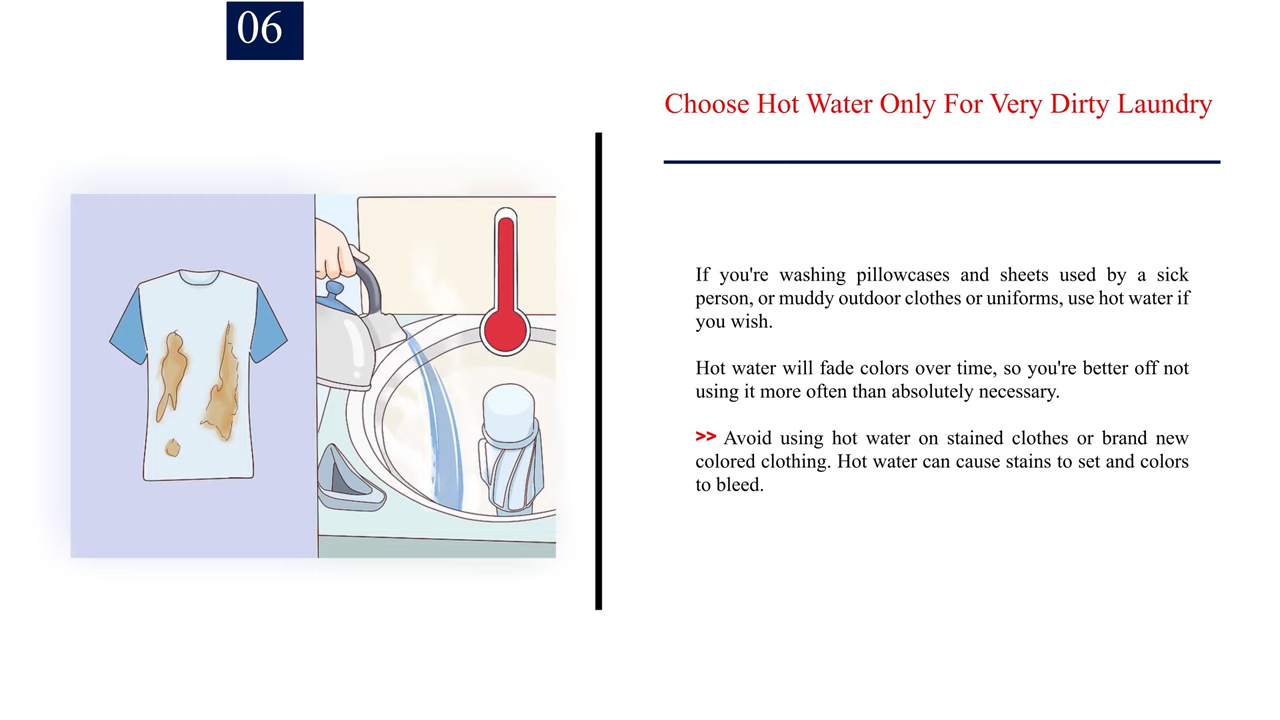 06
Choose Hot Water Only For Very Dirty Laundry
If you're washing pillowcases and sheets used by a sick
person, or muddy outdoor clothes or uniforms, use hot water if
you wish.
Hot water will fade colors over time, so you're better off not
using it more often than absolutely necessary.
>> Avoid using hot water on stained clothes or brand new
colored clothing. Hot water can cause stains to set and colors
to bleed.